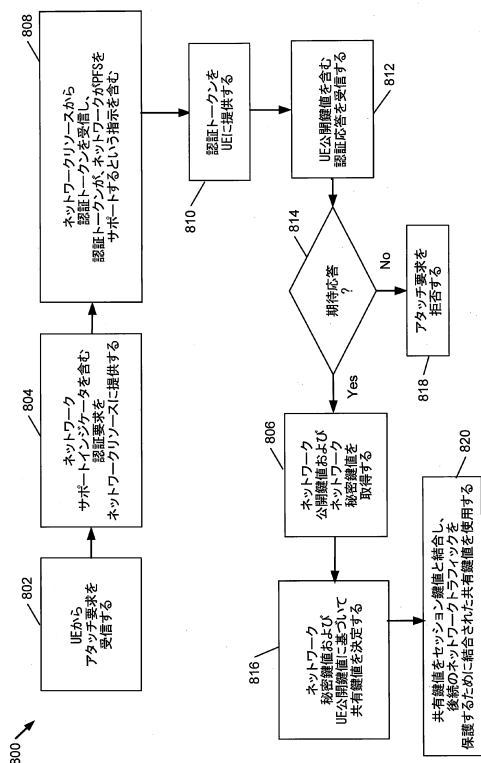 800
802
UEから
アタッチ要求を
受信する
804
ネットワーク
サポートインジケータを含む
認証要求を
ネットワークリソースに提供する
808
ネットワークリソースから
認証トークンを受信し、
認証トークンが、ネットワークがPFSを
サポートするという指示を含む
810
認証トークンを
UEに提供する
812
UE公開鍵値を含む
認証応答を受信する
814
期待応答
?
No
818
アタッチ要求を
拒否する
Yes
806
ネットワーク
公開鍵値および
ネットワーク
秘密鍵値を
取得する
816
ネットワーク
秘密鍵値および
UE公開鍵値に基づいて
共有鍵値を決定する
820
共有鍵値をセッション鍵値と結合し、
後続のネットワークトラフィックを
保護するために結合された共有鍵値を使用する